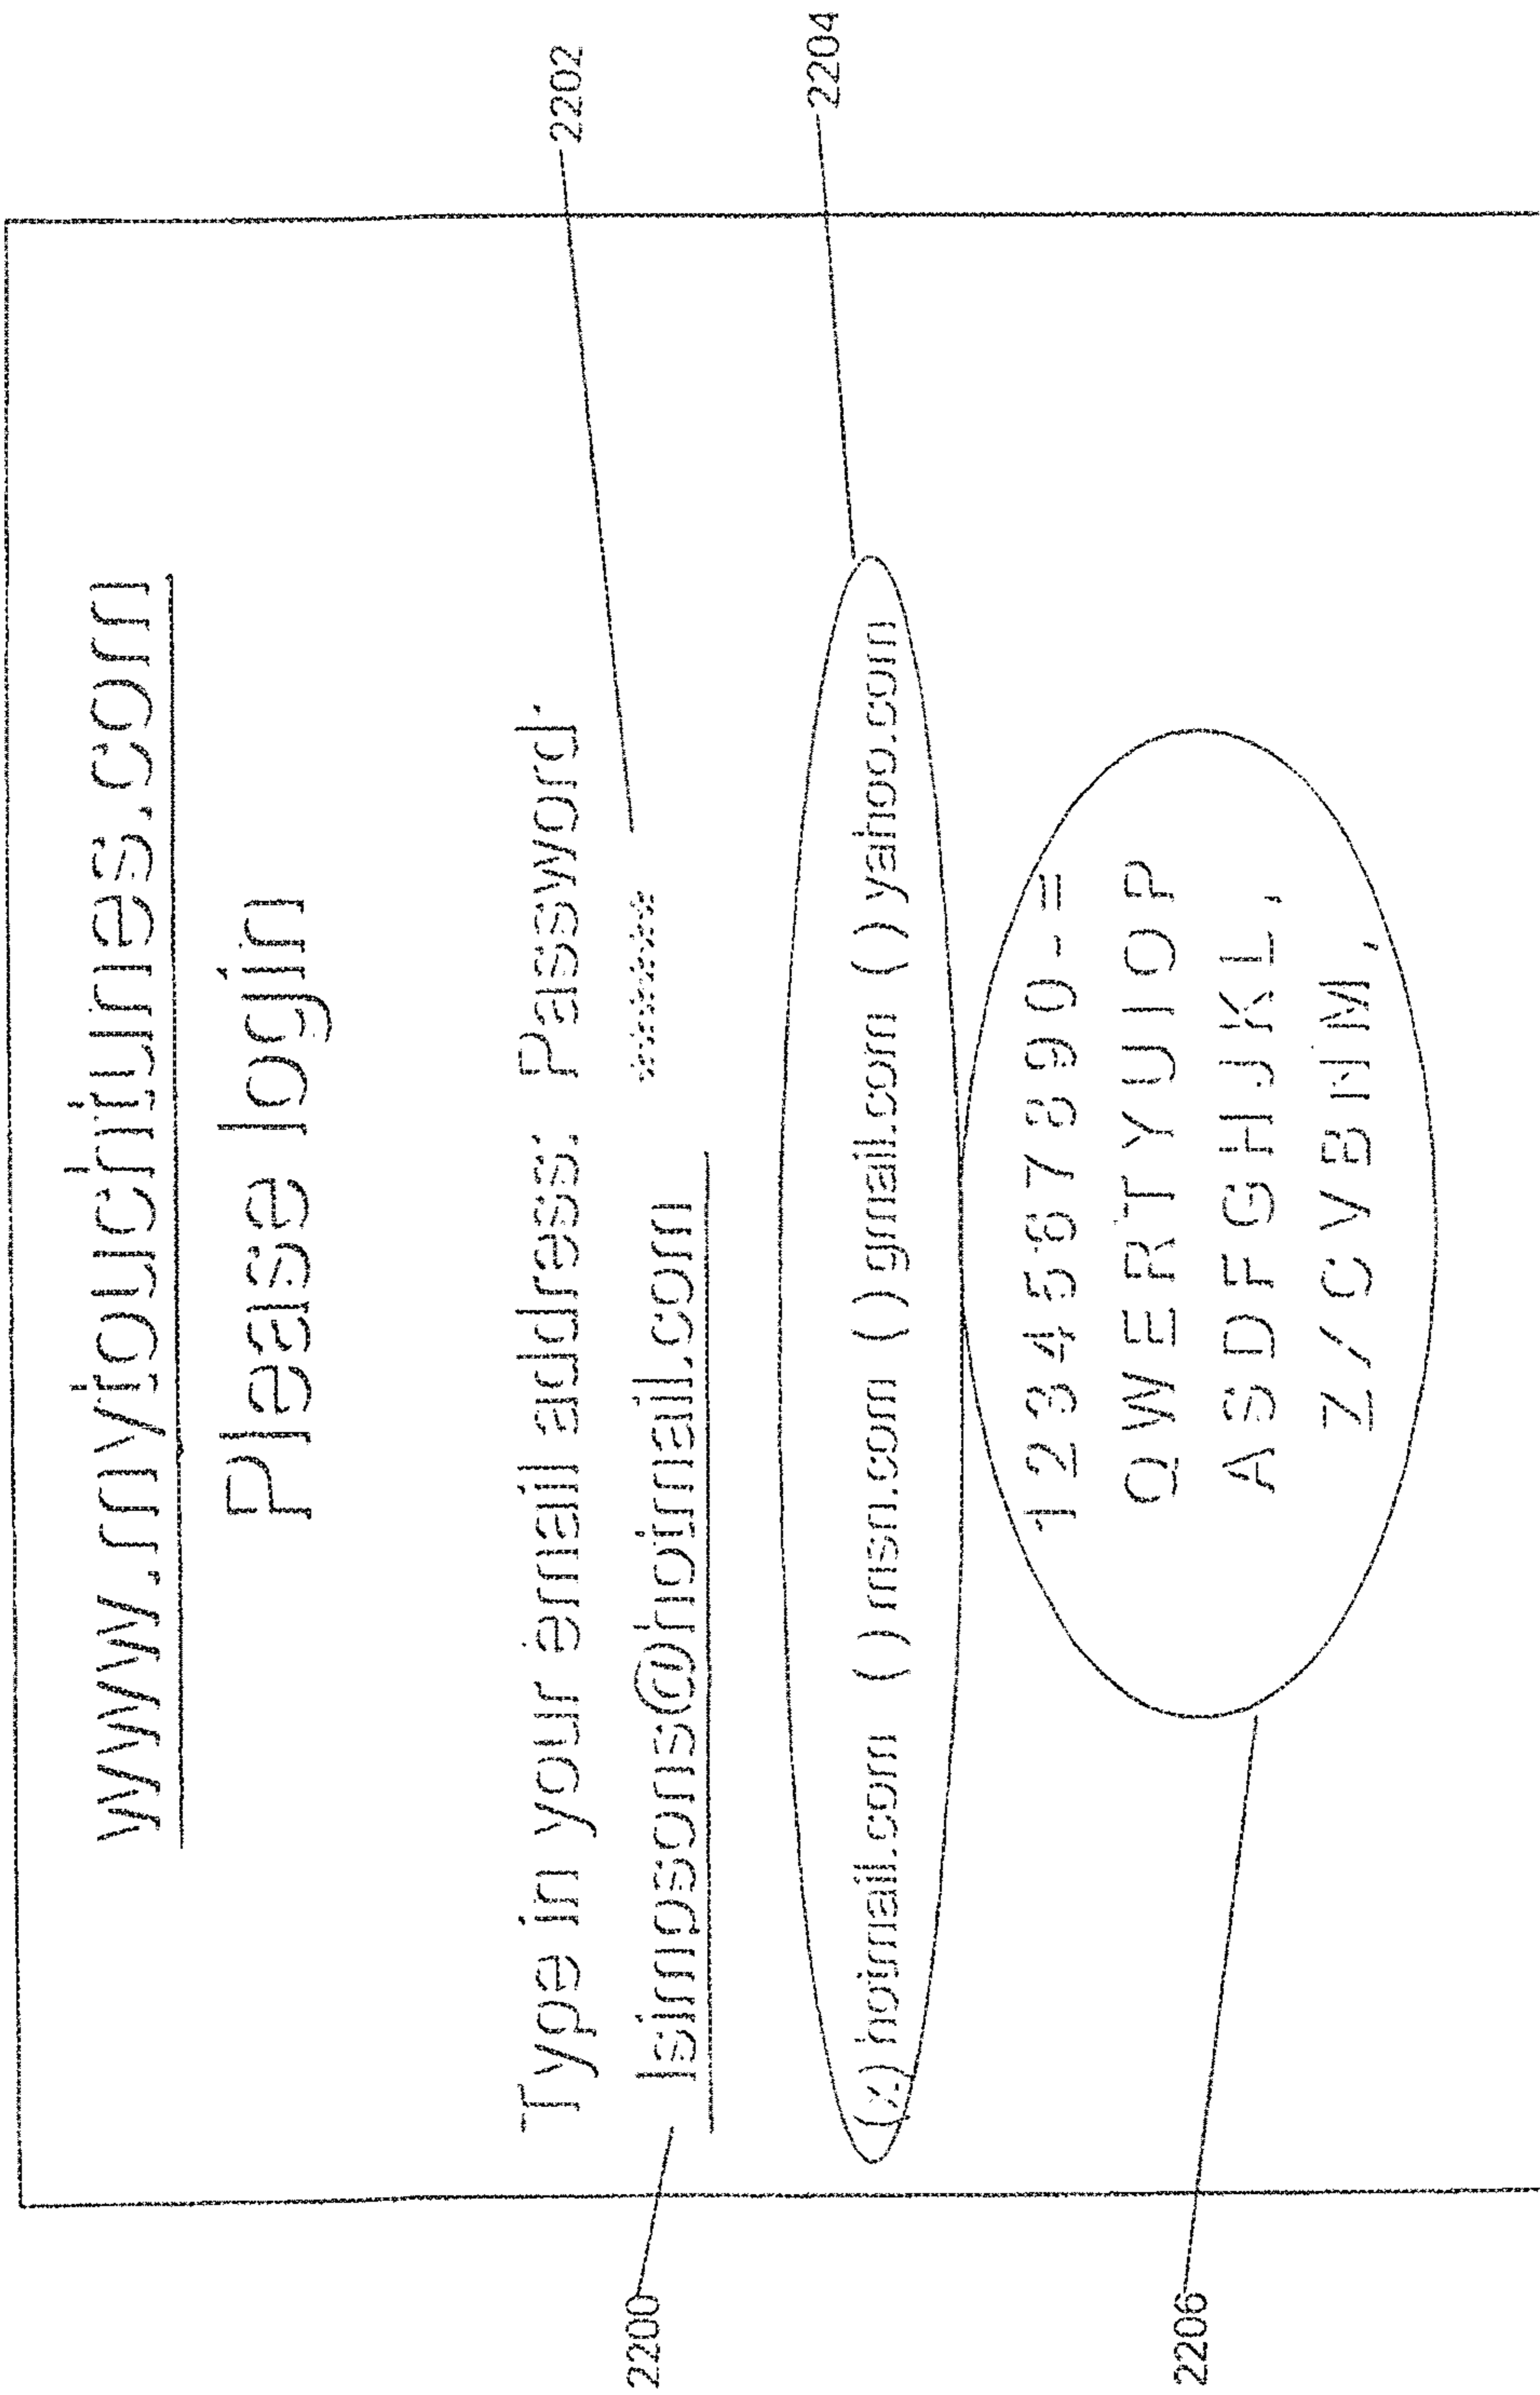 www.mytouchtunes.com
Please login
2202
Type in your email address: Password:
2200 lsimpsons@hotmail.com *******
2204
(x) hotmail.com ( ) msn.com ( ) gmail.com ( ) yahoo.com
1 2 3 4 5 6 7 8 9 0 - =
Q W E R T Y U I O P
A S D F G H J K L ,
Z / C V B N M ,
2206